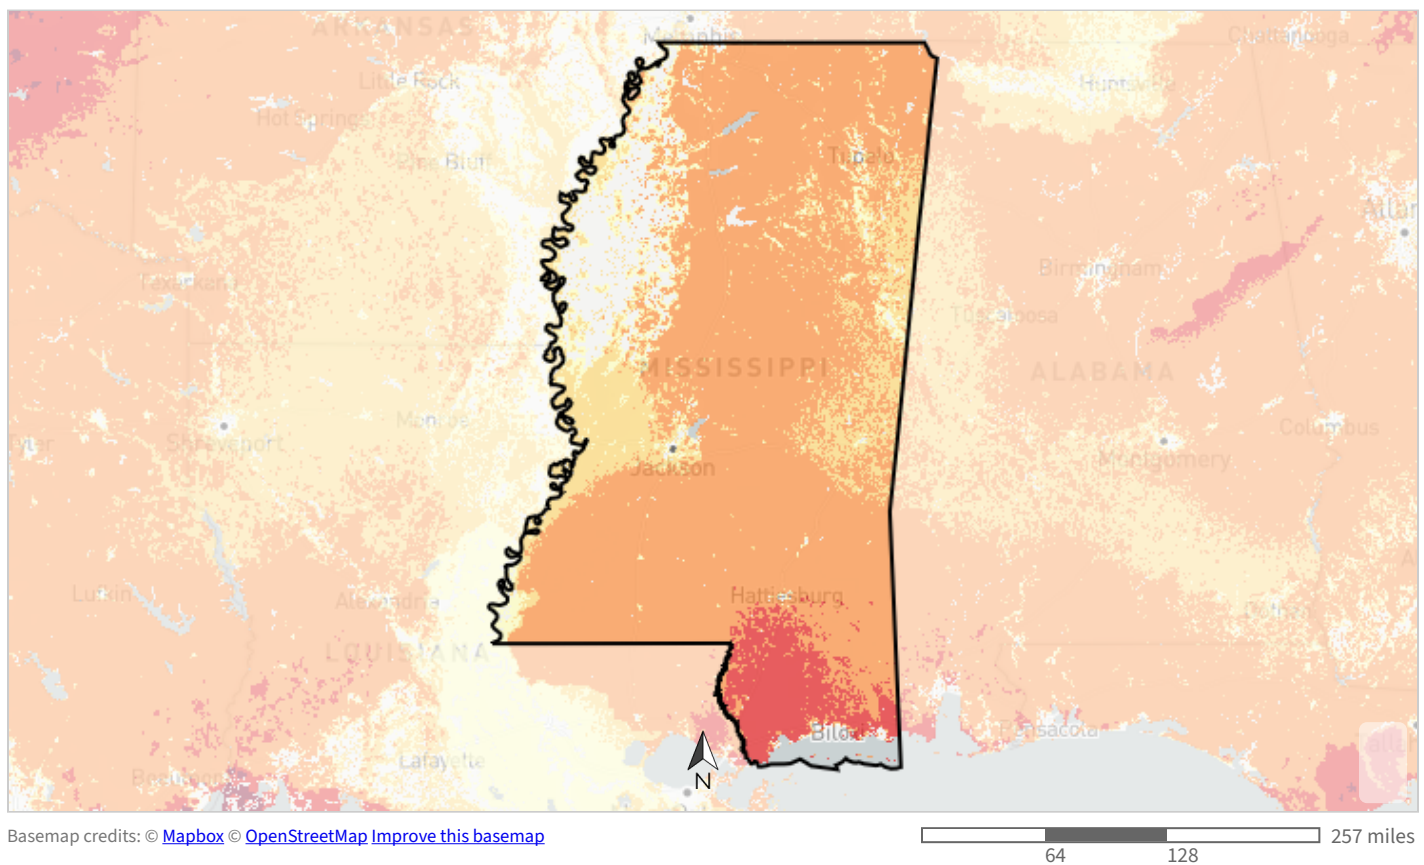 ARKANSAS
Memphis
Chattanooga
Little Rock
Huntsville
Hot Springs
Pine Bluff
Tupelo
Birmingham
Texarkana
Tuscaloosa
MISSISSIPPI
ALABAMA
Monroe
Columbus
Shreveport
Jackson
Montgomery
Lufkin
Alexandria
Hattiesburg
LOUISIANA
Pensacola
Lafayette
N
Basemap credits: © Mapbox © OpenStreetMap Improve this basemap
257 miles
64 128